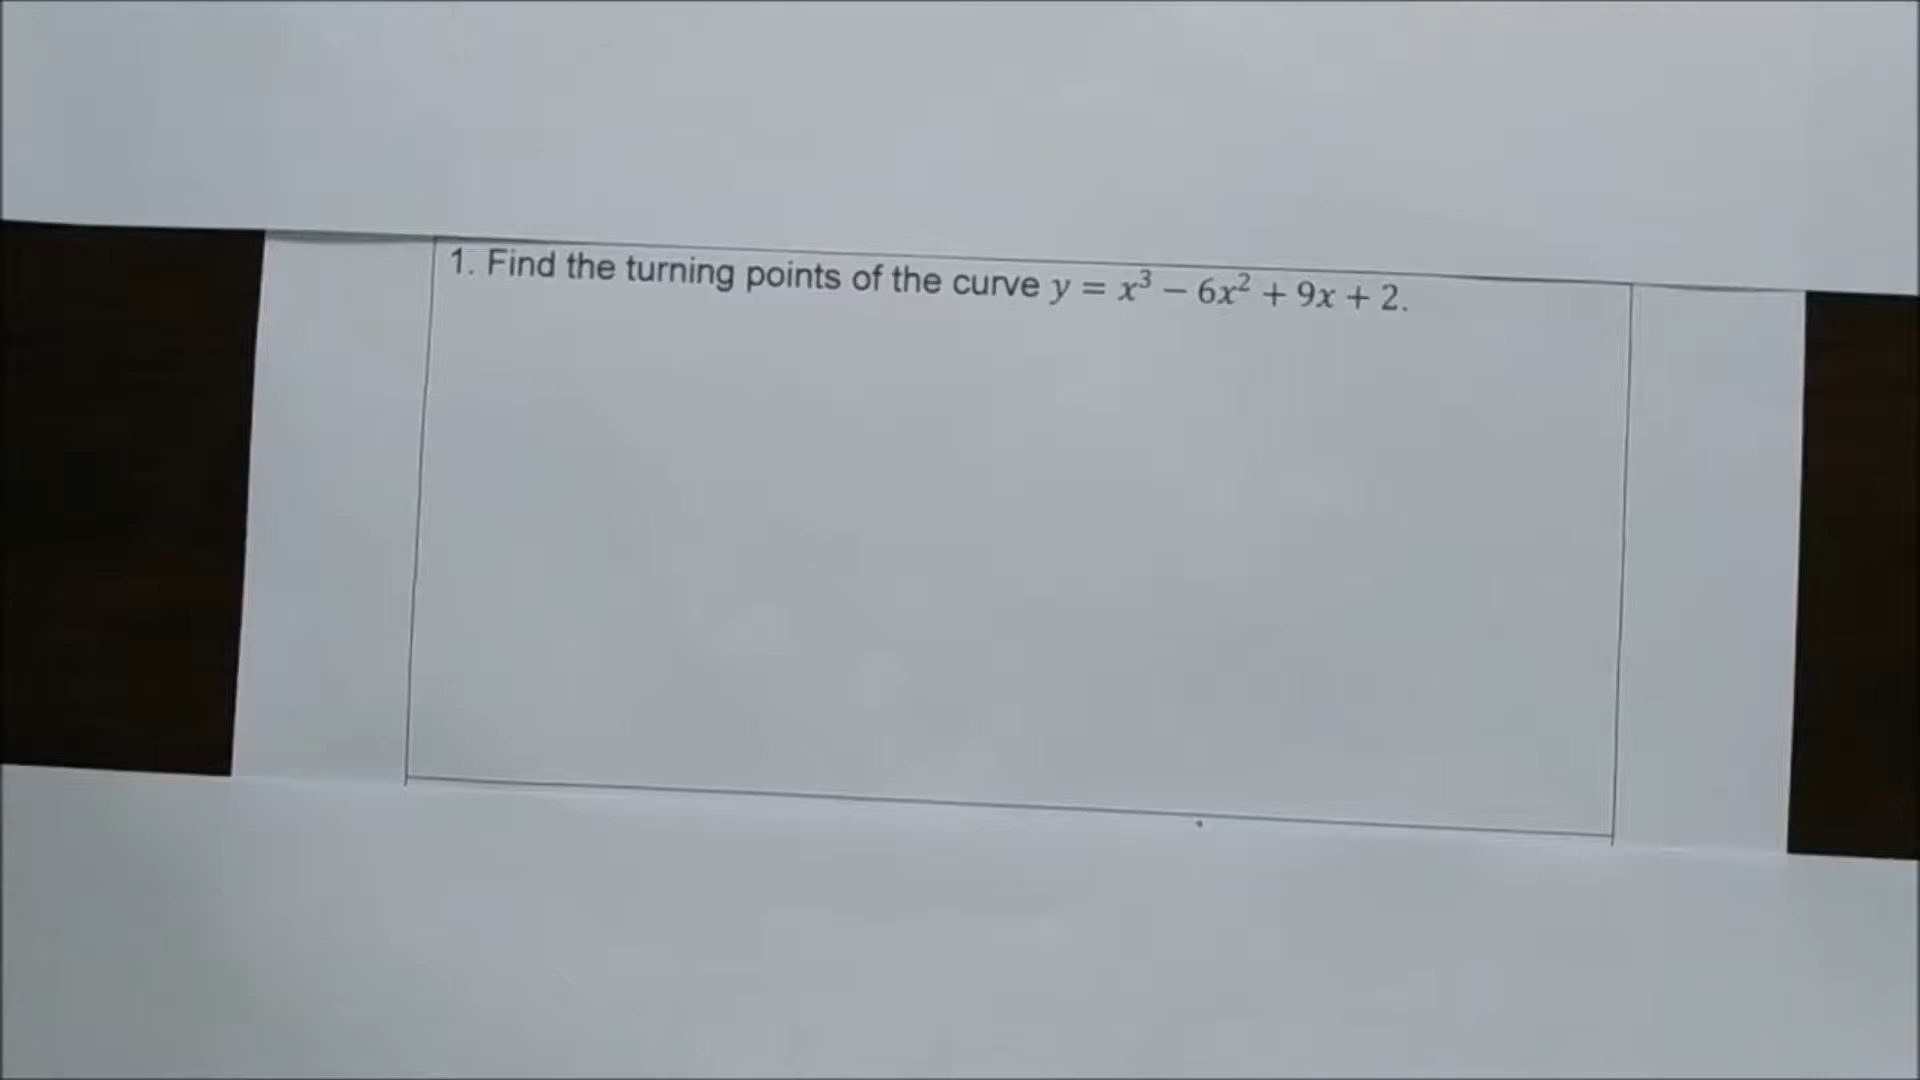 1. Find the turning points of the curve y = x³ − 6x² + 9x + 2.